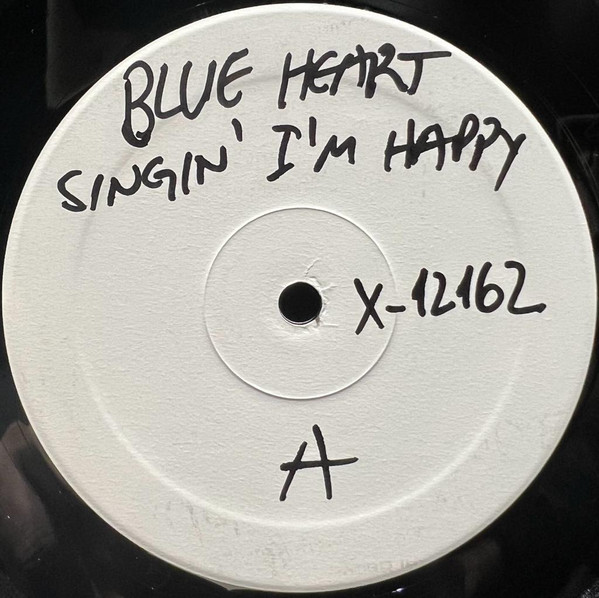 BLUE HEART
SINGIN' I'M HAPPY
X-12162
A